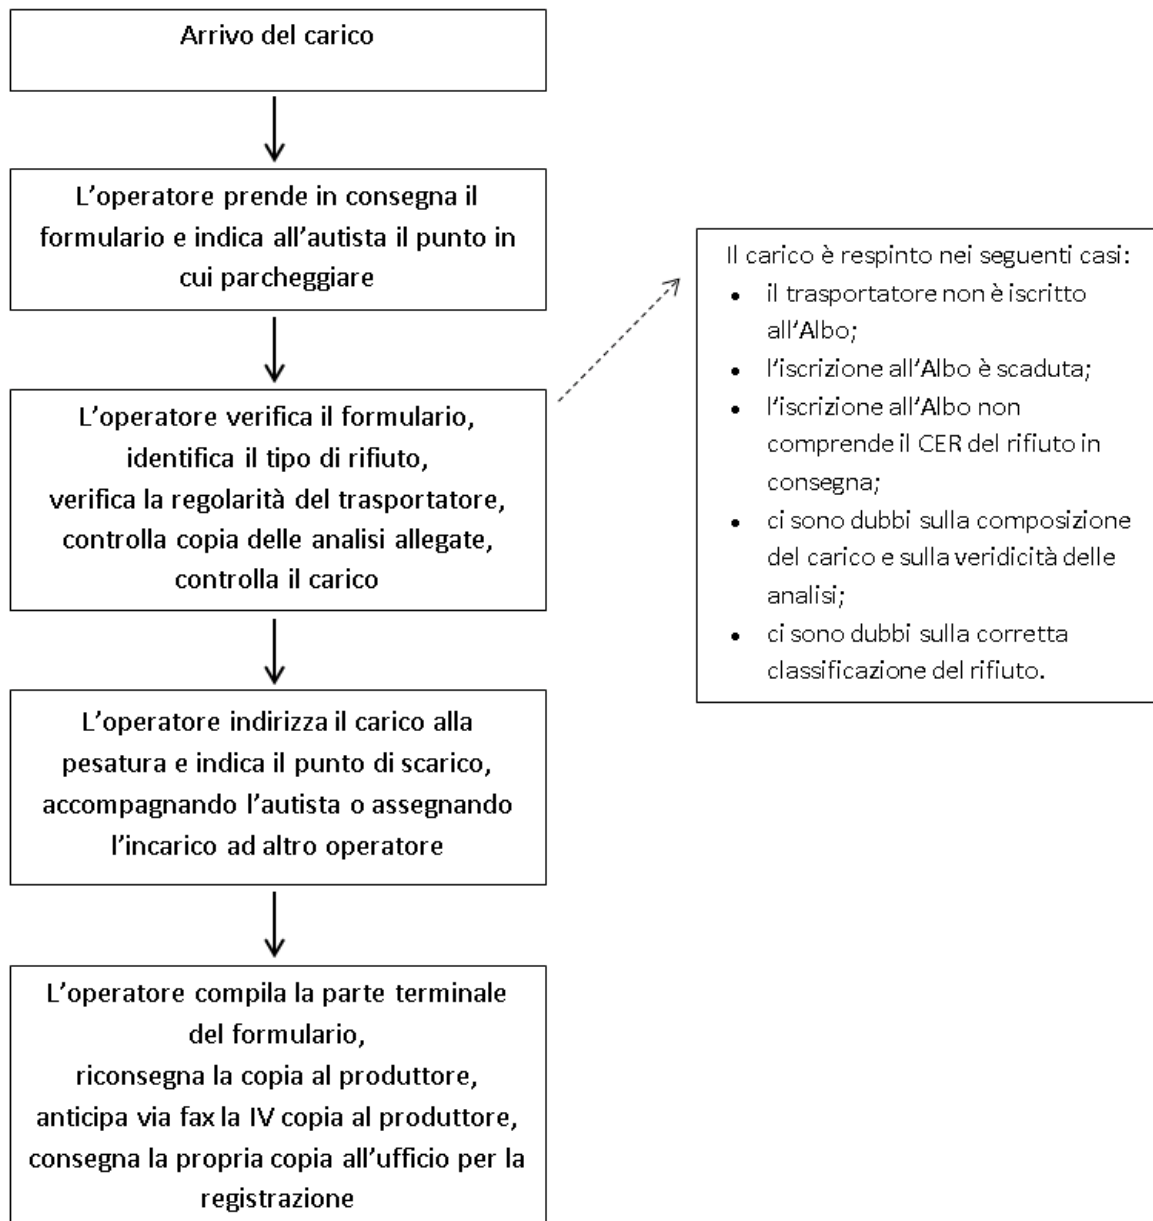 Arrivo del carico
L'operatore prende in consegna il
formulario e indica all'autista il punto in
cui parcheggiare
L'operatore verifica il formulario,
identifica il tipo di rifiuto,
verifica la regolarità del trasportatore,
controlla copia delle analisi allegate,
controlla il carico
Il carico è respinto nei seguenti casi:
• il trasportatore non è iscritto
all'Albo;
• l'iscrizione all'Albo è scaduta;
• l'iscrizione all'Albo non
comprende il CER del rifiuto in
consegna;
• ci sono dubbi sulla composizione
del carico e sulla veridicità delle
analisi;
• ci sono dubbi sulla corretta
classificazione del rifiuto.
L'operatore indirizza il carico alla
pesatura e indica il punto di scarico,
accompagnando l'autista o assegnando
l'incarico ad altro operatore
L'operatore compila la parte terminale
del formulario,
riconsegna la copia al produttore,
anticipa via fax la IV copia al produttore,
consegna la propria copia all'ufficio per la
registrazione